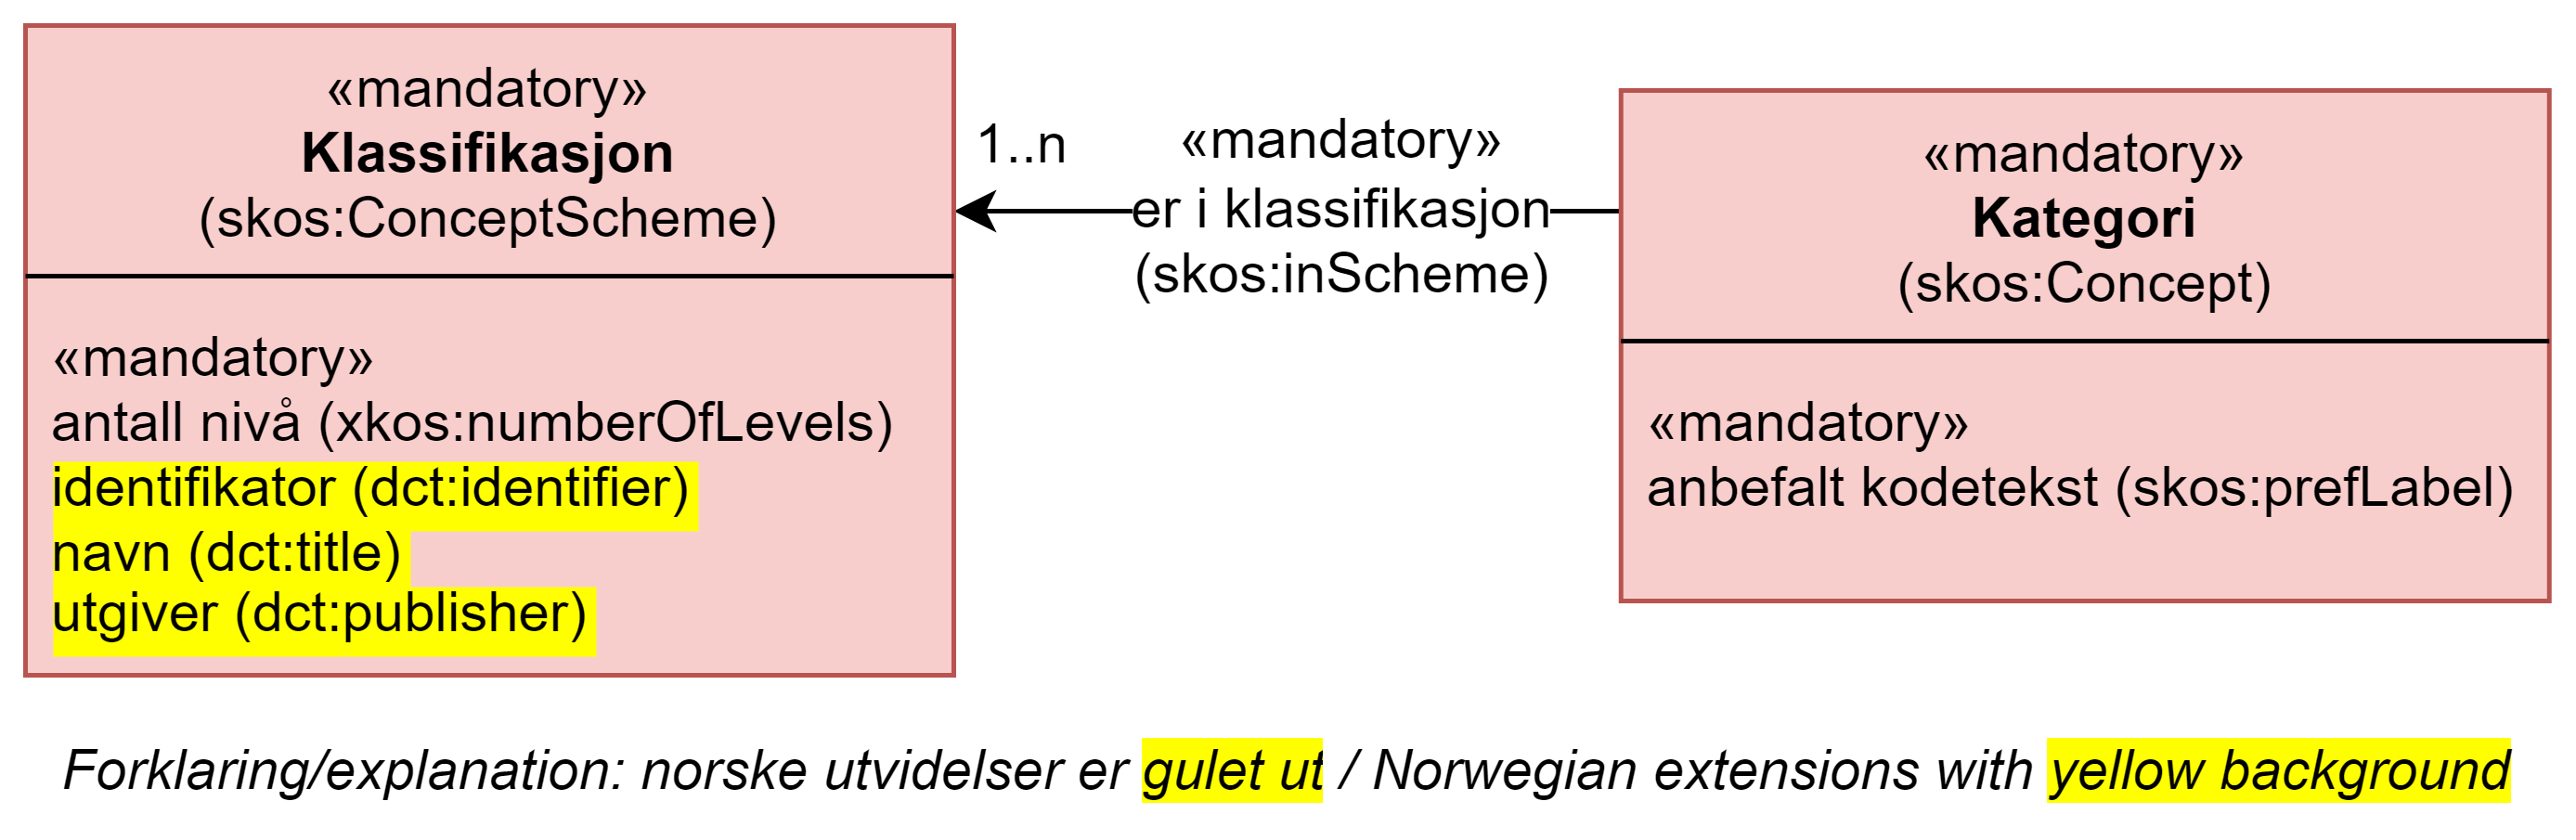 «mandatory»
Klassifikasjon
(skos:ConceptScheme)
«mandatory»
antall nivå (xkos:numberOfLevels)
identifikator (dct:identifier)
navn (dct:title)
utgiver (dct:publisher)
1..n
«mandatory»
er i klassifikasjon
(skos:inScheme)
«mandatory»
Kategori
(skos:Concept)
«mandatory»
anbefalt kodetekst (skos:prefLabel)
Forklaring/explanation: norske utvidelser er gulet ut / Norwegian extensions with yellow background